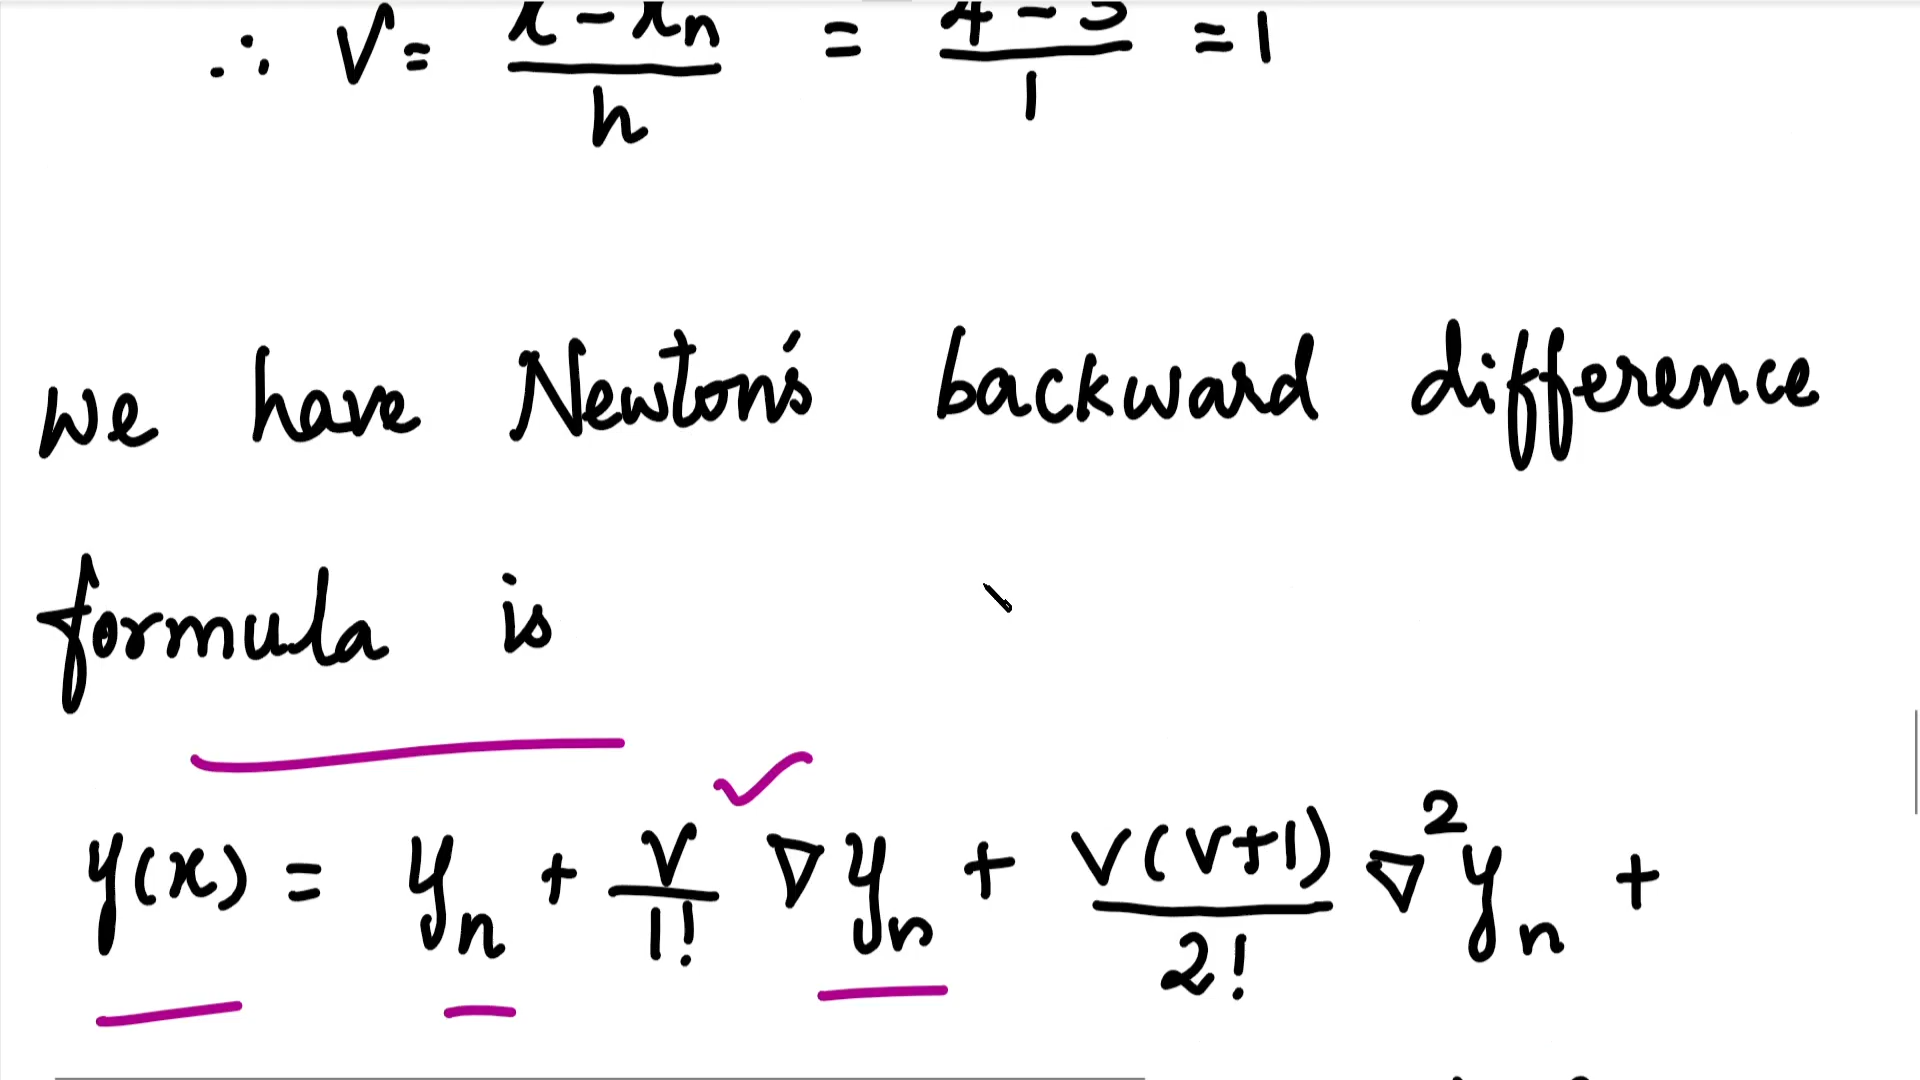 ∴ V = x - xₙ / h = 4 - 3 / 1 = 1
we have Newton's backward difference
formula is
y(x) = yₙ + V/1! ∇yₙ + V(V+1)/2! ∇²yₙ +